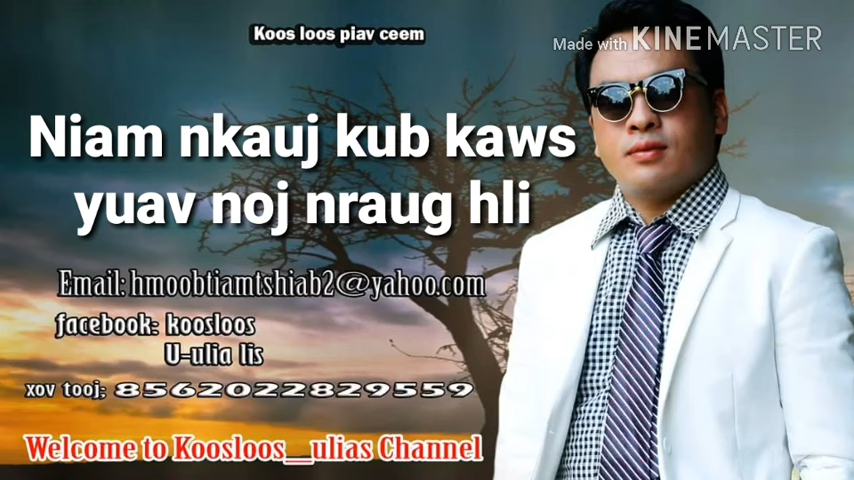 Koos loos piav ceem
Made with KINEMASTER
Niam nkauj kub kaws
yuav noj nraug hli
Email: hmoobtiamtshiab2@yahoo.com
facebook: koosloos
U-ulia lis
xov tooj; 8562022829559
Welcome to Koosloos_ulias Channel